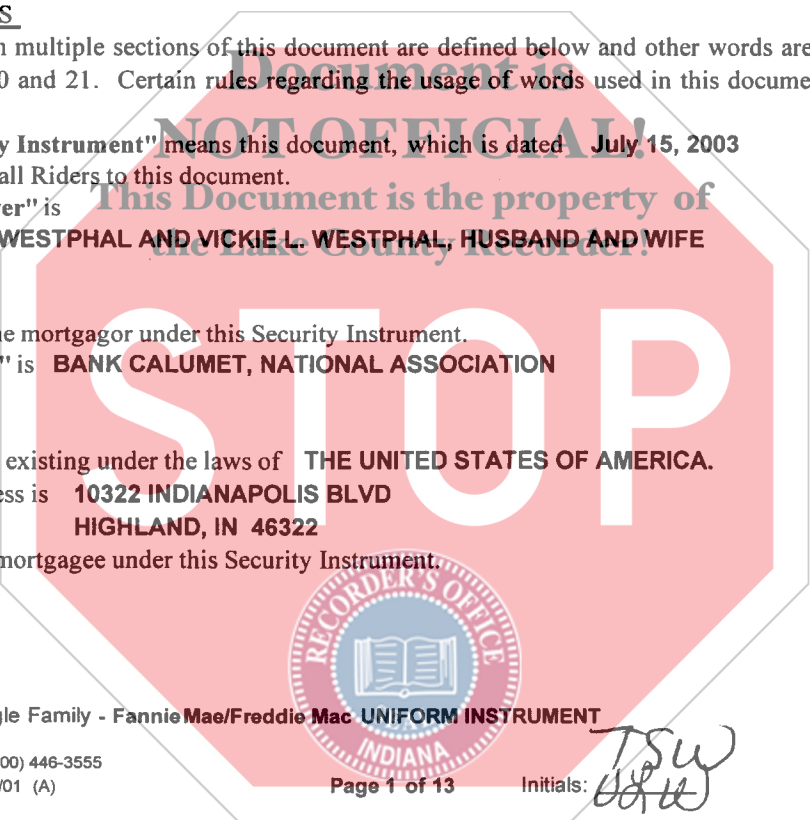 S
n multiple sections of this document are defined below and other words are
0 and 21. Certain rules regarding the usage of words used in this docume
Document is
NOT OFFICIAL!
This Document is the property of
the Lake County Recorder!
STOP
y Instrument" means this document, which is dated July 15, 2003
all Riders to this document.
er" is
WESTPHAL AND VICKIE L. WESTPHAL, HUSBAND AND WIFE
e mortgagor under this Security Instrument.
" is BANK CALUMET, NATIONAL ASSOCIATION
existing under the laws of THE UNITED STATES OF AMERICA.
ess is 10322 INDIANAPOLIS BLVD
HIGHLAND, IN 46322
mortgagee under this Security Instrument.
RECORDER'S OFFICE
SEAL
INDIANA
gle Family - Fannie Mae/Freddie Mac UNIFORM INSTRUMENT
00) 446-3555
/01 (A)
Page 1 of 13 Initials: TSW
VLW